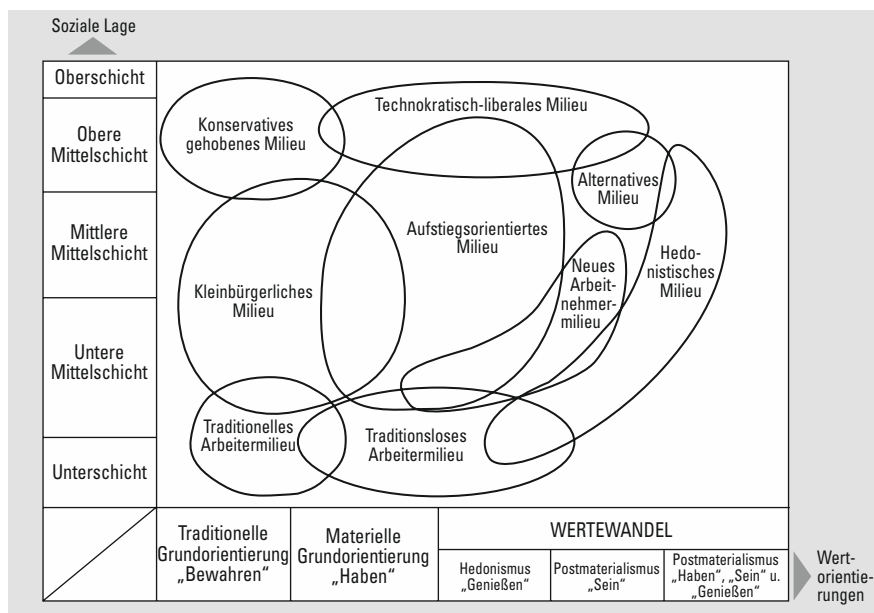 Soziale Lage
Oberschicht
Obere
Mittelschicht
Mittlere
Mittelschicht
Untere
Mittelschicht
Unterschicht
Konservatives
gehobenes Milieu
Technokratisch-liberales Milieu
Alternatives
Milieu
Aufstiegsorientiertes
Milieu
Kleinbürgerliches
Milieu
Neues
Arbeit-
nehmer-
milieu
Hedo-
nistisches
Milieu
Traditionelles
Arbeitermilieu
Traditionsloses
Arbeitermilieu
Traditionelle
Grundorientierung
„Bewahren“
Materielle
Grundorientierung
„Haben“
WERTEWANDEL
Hedonismus
„Genießen“
Postmaterialismus
„Sein“
Postmaterialismus
„Haben“, „Sein“ u.
„Genießen“
Wert-
orientie-
rungen